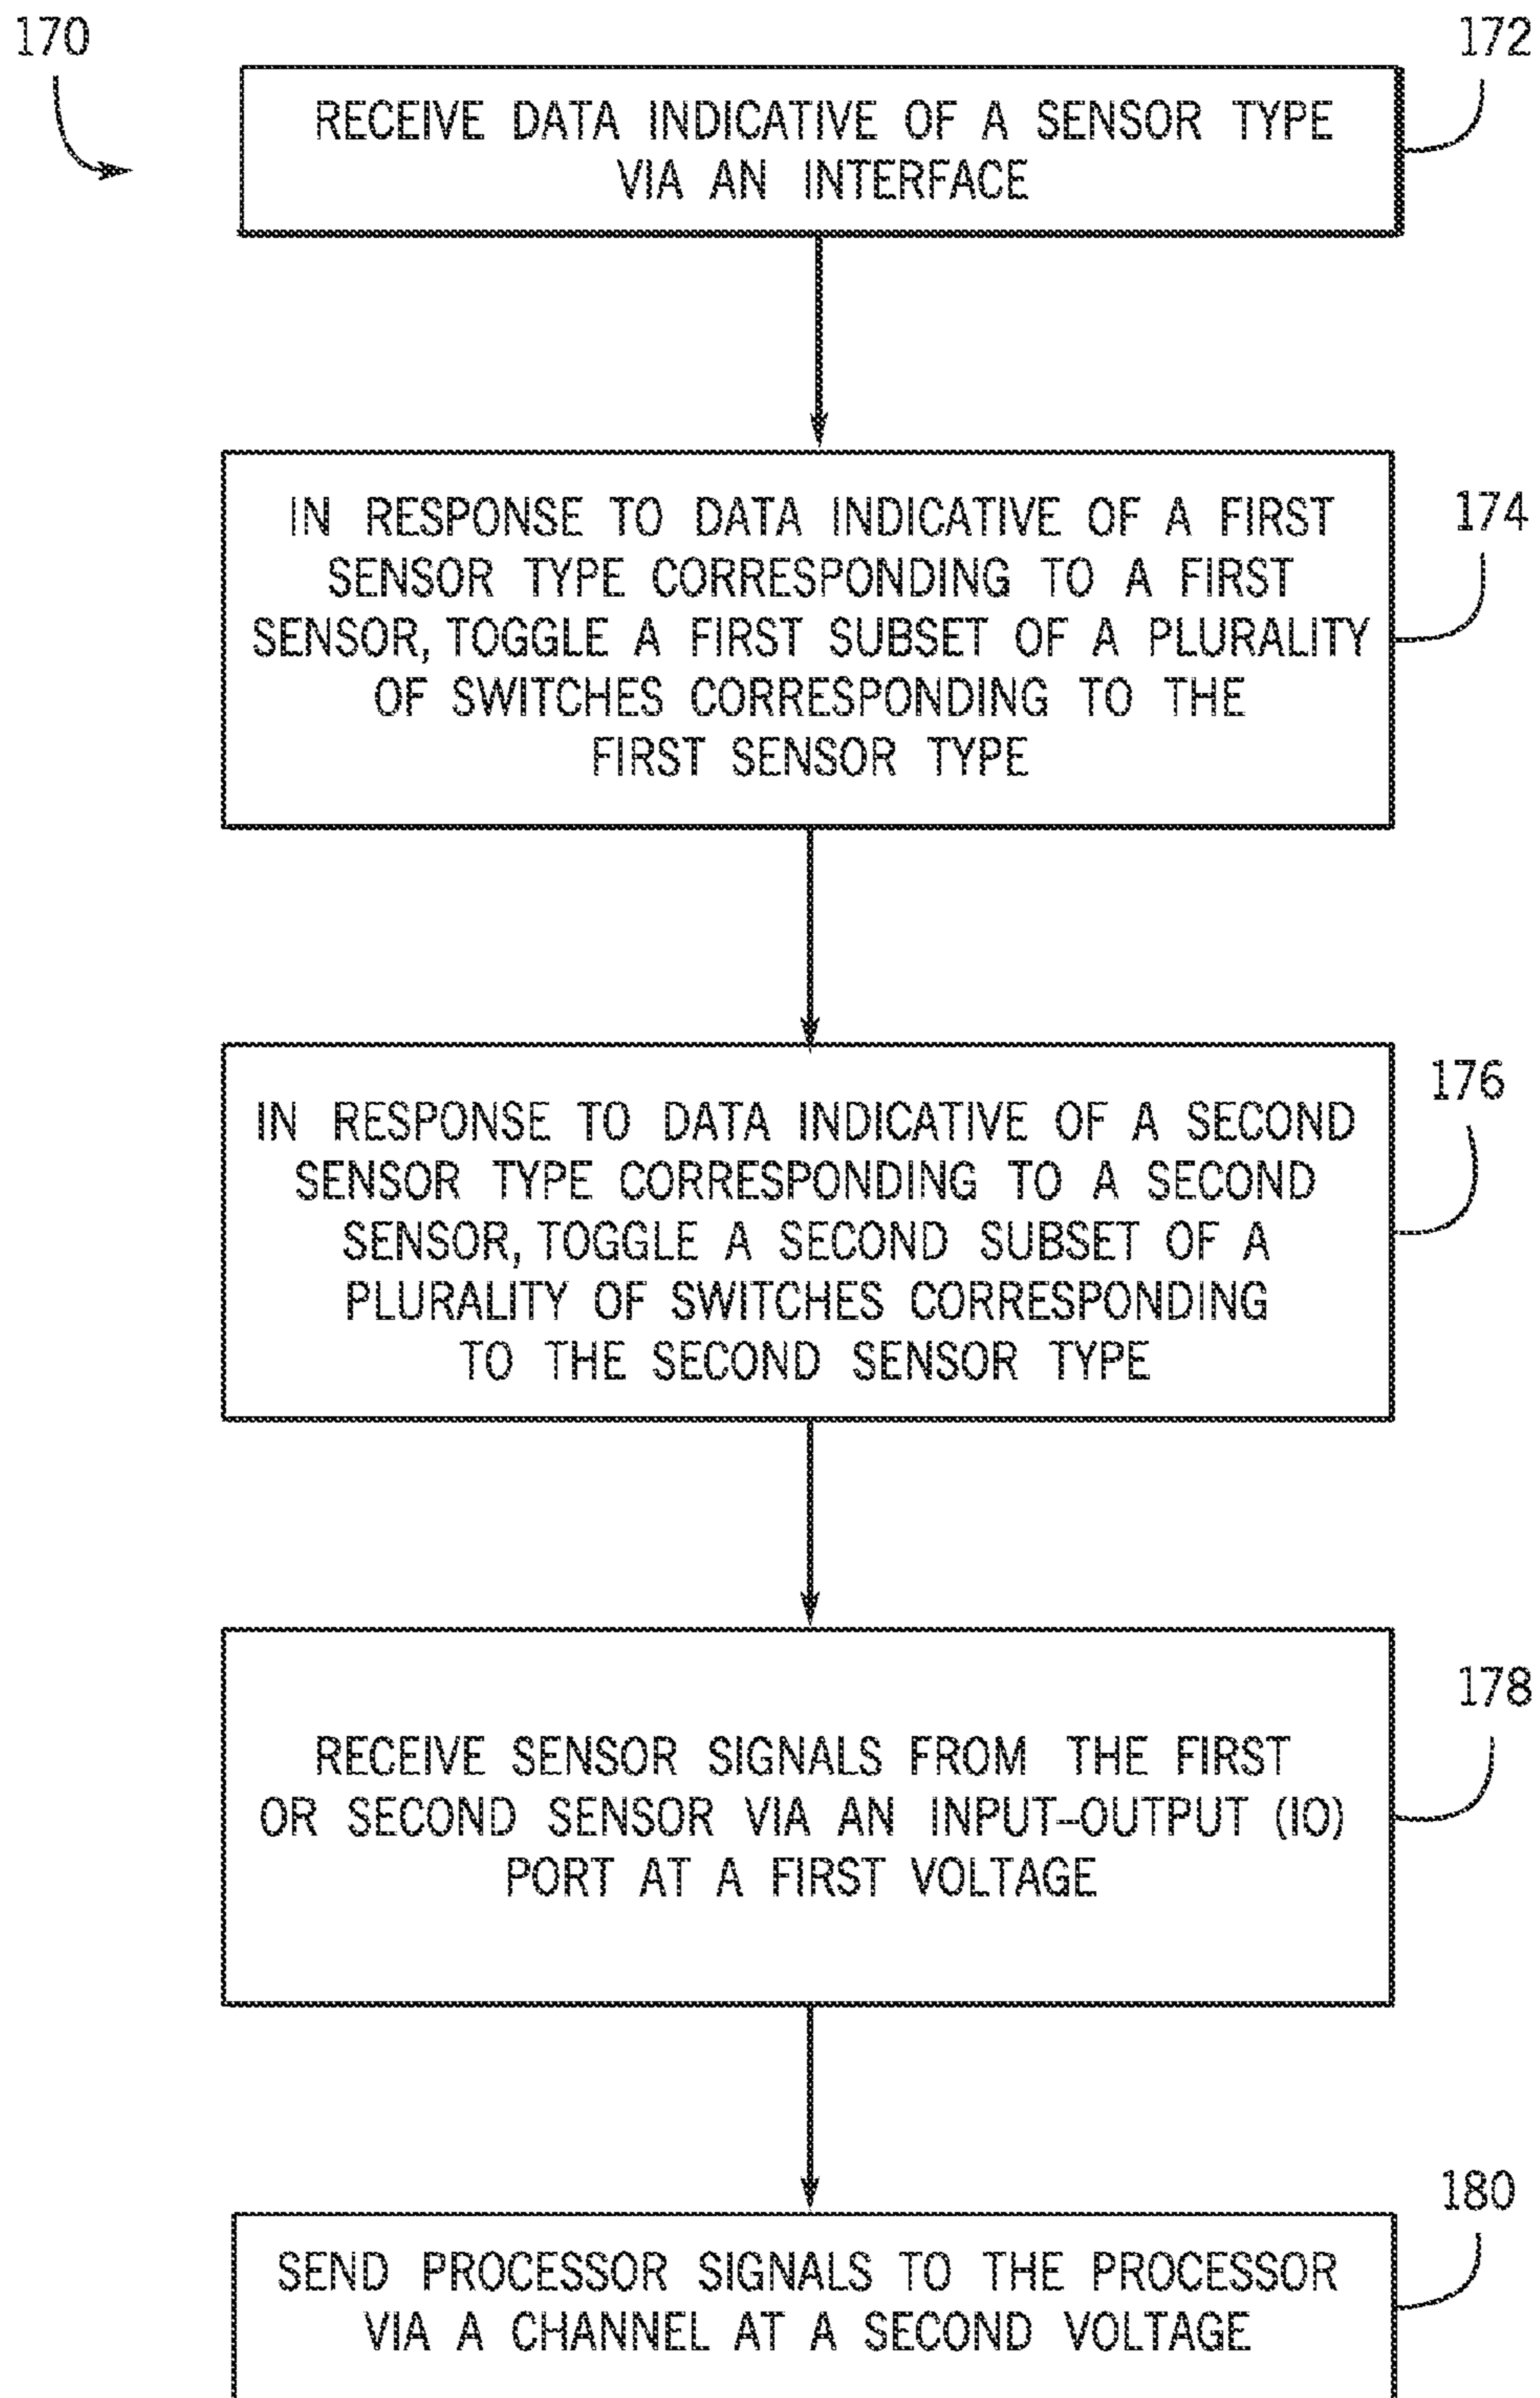 170
172
RECEIVE DATA INDICATIVE OF A SENSOR TYPE
VIA AN INTERFACE
174
IN RESPONSE TO DATA INDICATIVE OF A FIRST
SENSOR TYPE CORRESPONDING TO A FIRST
SENSOR, TOGGLE A FIRST SUBSET OF A PLURALITY
OF SWITCHES CORRESPONDING TO THE
FIRST SENSOR TYPE
176
IN RESPONSE TO DATA INDICATIVE OF A SECOND
SENSOR TYPE CORRESPONDING TO A SECOND
SENSOR, TOGGLE A SECOND SUBSET OF A
PLURALITY OF SWITCHES CORRESPONDING
TO THE SECOND SENSOR TYPE
178
RECEIVE SENSOR SIGNALS FROM THE FIRST
OR SECOND SENSOR VIA AN INPUT–OUTPUT (IO)
PORT AT A FIRST VOLTAGE
180
SEND PROCESSOR SIGNALS TO THE PROCESSOR
VIA A CHANNEL AT A SECOND VOLTAGE